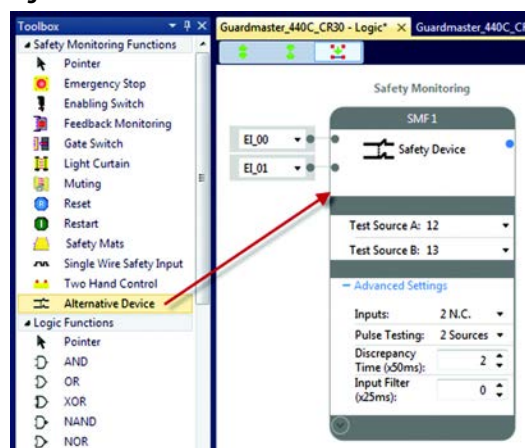 Toolbox
Safety Monitoring Functions
Pointer
Emergency Stop
Enabling Switch
Feedback Monitoring
Gate Switch
Light Curtain
Muting
Reset
Restart
Safety Mats
Single Wire Safety Input
Two Hand Control
Alternative Device
Logic Functions
Pointer
AND
OR
XOR
NAND
NOR
Guardmaster_440C_CR30 - Logic* Guardmaster_440C_CR
Safety Monitoring
SMF 1
EI_00
EI_01
Safety Device
Test Source A: 12
Test Source B: 13
Advanced Settings
Inputs: 2 N.C.
Pulse Testing: 2 Sources
Discrepancy
Time (x50ms): 2
Input Filter
(x25ms): 0